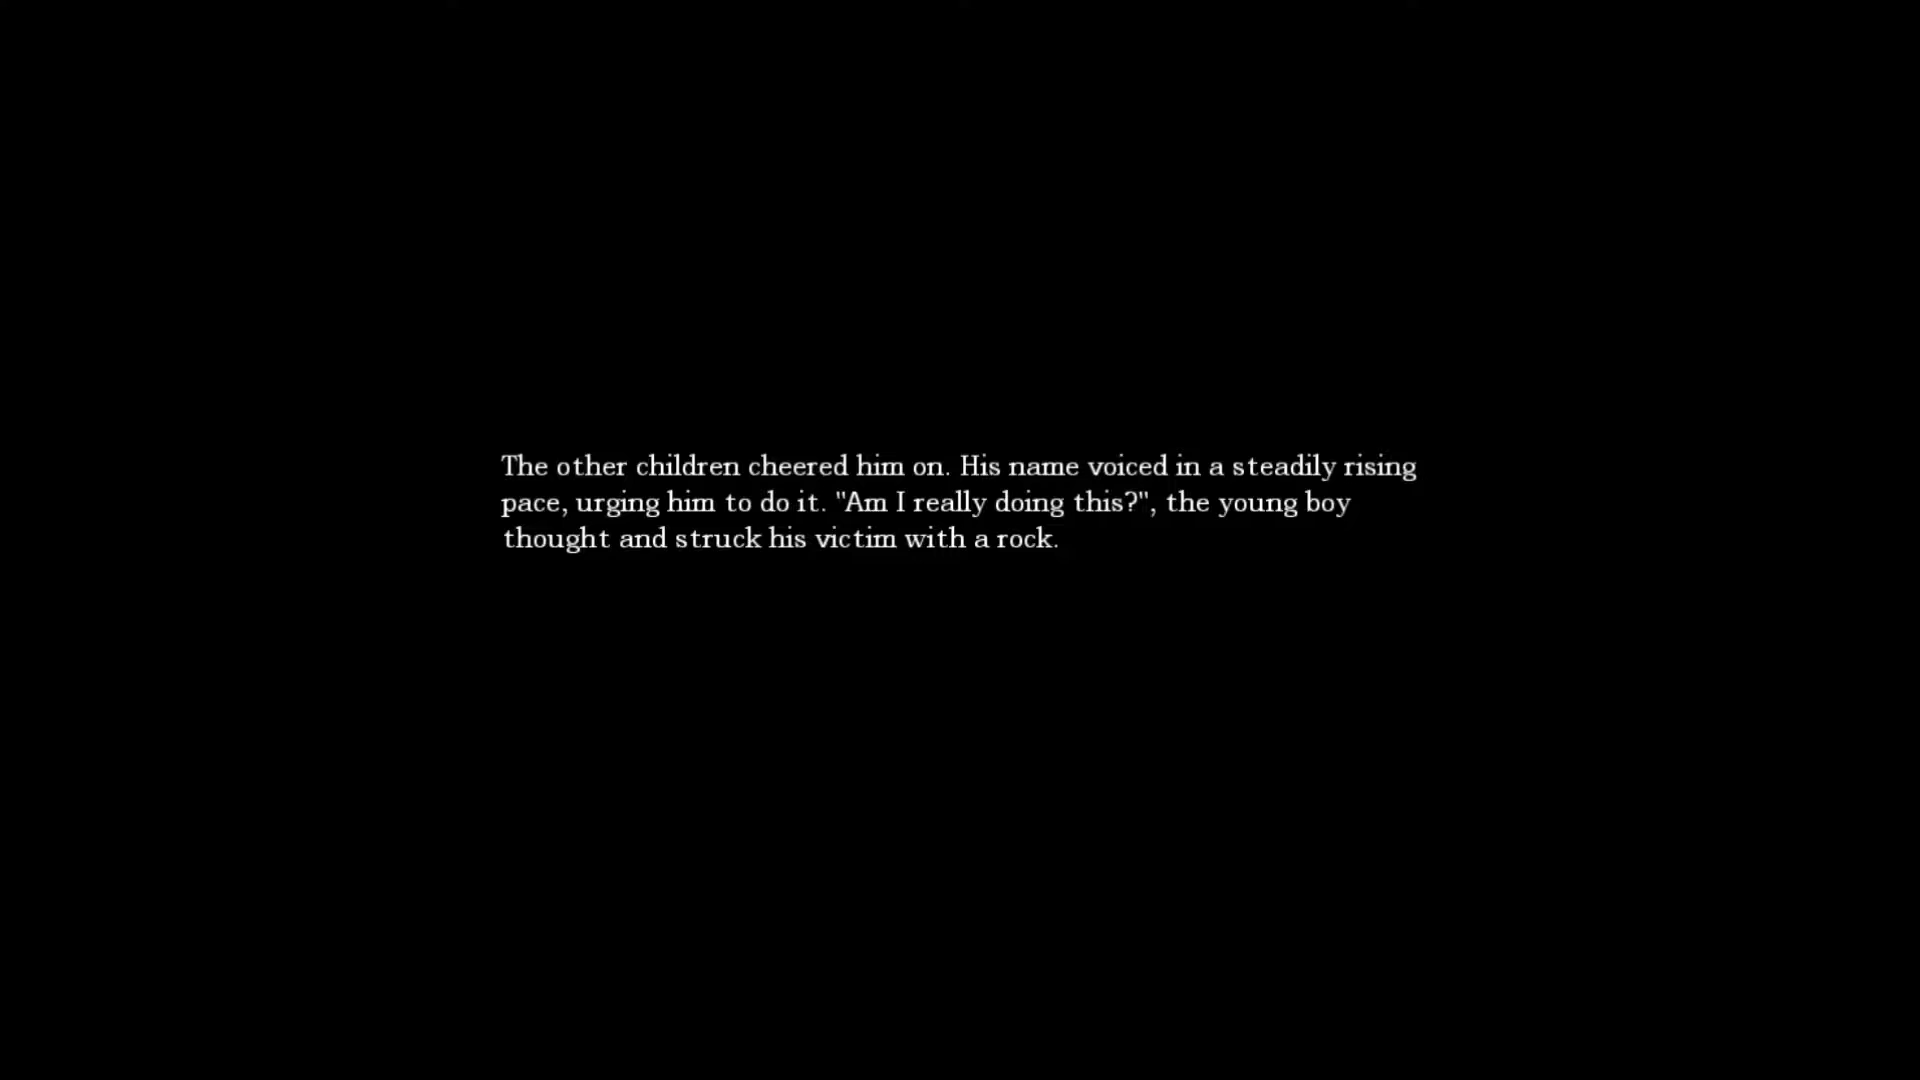 The other children cheered him on. His name voiced in a steadily rising
pace, urging him to do it. "Am I really doing this?", the young boy
thought and struck his victim with a rock.